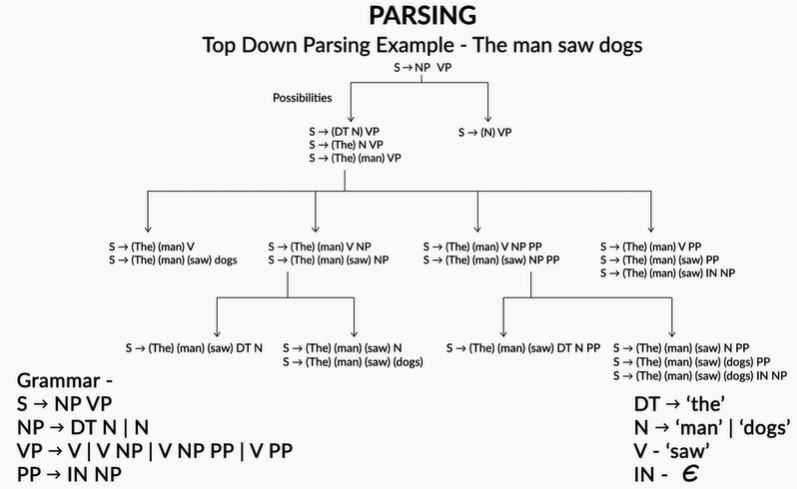 PARSING
Top Down Parsing Example - The man saw dogs
S → NP VP
Possibilities
S → (DT N) VP
S → (The) N VP
S → (The) (man) VP
S → (N) VP
S → (The) (man) V
S → (The) (man) (saw) dogs
S → (The) (man) V NP
S → (The) (man) (saw) NP
S → (The) (man) V NP PP
S → (The) (man) (saw) NP PP
S → (The) (man) V PP
S → (The) (man) (saw) PP
S → (The) (man) (saw) IN NP
S → (The) (man) (saw) DT N
S → (The) (man) (saw) N
S → (The) (man) (saw) (dogs)
S → (The) (man) (saw) DT N PP
S → (The) (man) (saw) N PP
S → (The) (man) (saw) (dogs) PP
S → (The) (man) (saw) (dogs) IN NP
Grammar -
S → NP VP
NP → DT N | N
VP → V | V NP | V NP PP | V PP
PP → IN NP
DT → ‘the’
N → ‘man’ | ‘dogs’
V - ‘saw’
IN - ϵ